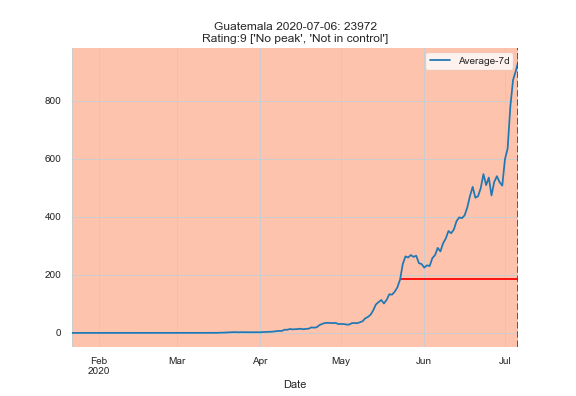 Guatemala 2020-07-06: 23972
Rating:9 ['No peak', 'Not in control']
Average-7d
800
600
400
200
0
Feb Mar Apr May Jun Jul
2020
Date